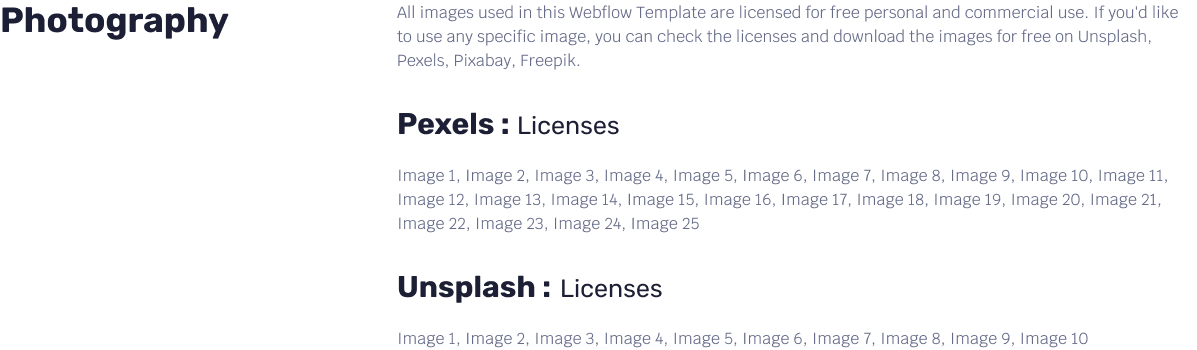 Photography
All images used in this Webflow Template are licensed for free personal and commercial use. If you'd like
to use any specific image, you can check the licenses and download the images for free on Unsplash,
Pexels, Pixabay, Freepik.
Pexels : Licenses
Image 1, Image 2, Image 3, Image 4, Image 5, Image 6, Image 7, Image 8, Image 9, Image 10, Image 11,
Image 12, Image 13, Image 14, Image 15, Image 16, Image 17, Image 18, Image 19, Image 20, Image 21,
Image 22, Image 23, Image 24, Image 25
Unsplash : Licenses
Image 1, Image 2, Image 3, Image 4, Image 5, Image 6, Image 7, Image 8, Image 9, Image 10